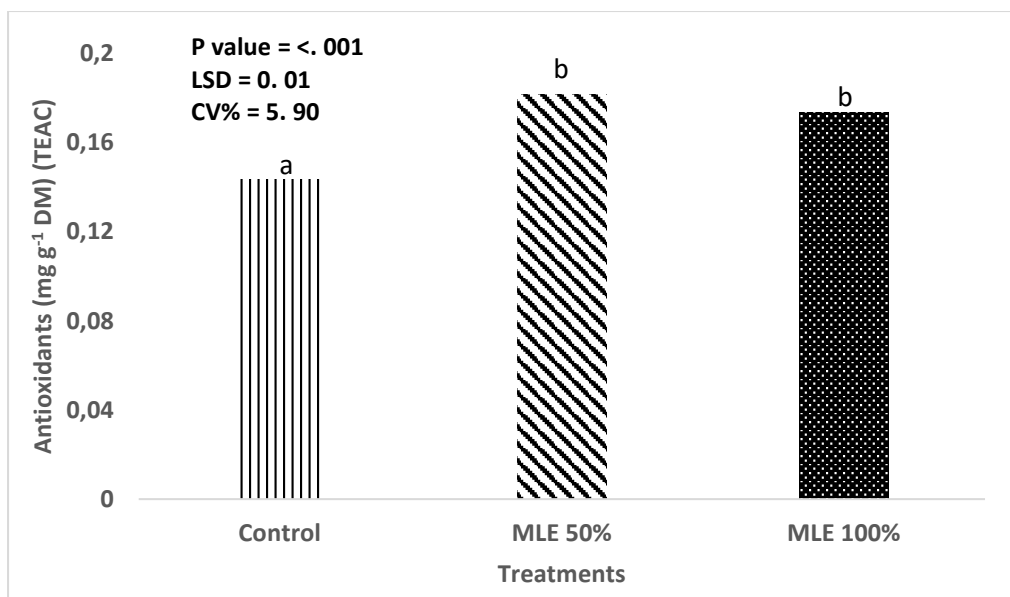 P value = <. 001
LSD = 0. 01
CV% = 5. 90
Antioxidants (mg g⁻¹ DM) (TEAC)
0,2
0,16
0,12
0,08
0,04
0
a
b
b
Control
MLE 50%
MLE 100%
Treatments